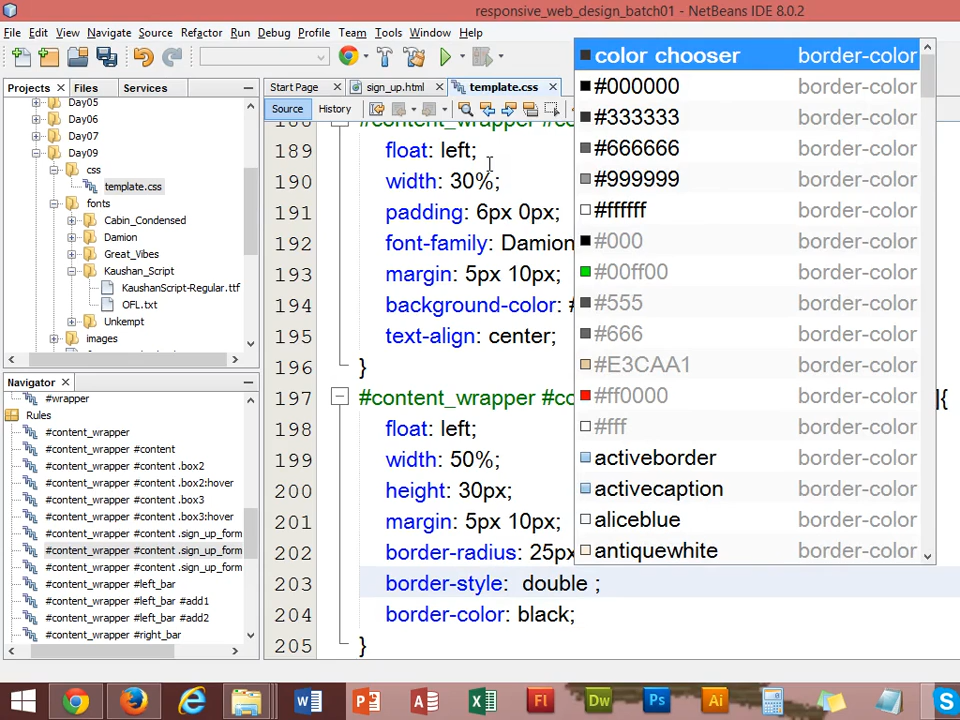 responsive_web_design_batch01 - NetBeans IDE 8.0.2
File Edit View Navigate Source Refactor Run Debug Profile Team Tools Window Help
Projects Files Services
Day05
Day06
Day07
Day09
css
template.css
fonts
Cabin_Condensed
Damion
Great_Vibes
Kaushan_Script
KaushanScript-Regular.ttf
OFL.txt
Unkempt
images
Navigator
#wrapper
Rules
#content_wrapper
#content_wrapper #content
#content_wrapper #content .box2
#content_wrapper #content .box2:hover
#content_wrapper #content .box3
#content_wrapper #content .box3:hover
#content_wrapper #content .sign_up_form
#content_wrapper #content .sign_up_form
#content_wrapper #content .sign_up_form
#content_wrapper #left_bar
#content_wrapper #left_bar #add1
#content_wrapper #left_bar #add2
#content_wrapper #right_bar
Start Page sign_up.html template.css
Source History
189 float: left;
190 width: 30%;
191 padding: 6px 0px;
192 font-family: Damion
193 margin: 5px 10px;
194 background-color: #
195 text-align: center;
196 }
197 #content_wrapper #co {
198 float: left;
199 width: 50%;
200 height: 30px;
201 margin: 5px 10px;
202 border-radius: 25px
203 border-style: double ;
204 border-color: black;
205 }
color chooser border-color
#000000 border-color
#333333 border-color
#666666 border-color
#999999 border-color
#ffffff border-color
#000 border-color
#00ff00 border-color
#555 border-color
#666 border-color
#E3CAA1 border-color
#ff0000 border-color
#fff border-color
activeborder border-color
activecaption border-color
aliceblue border-color
antiquewhite border-color